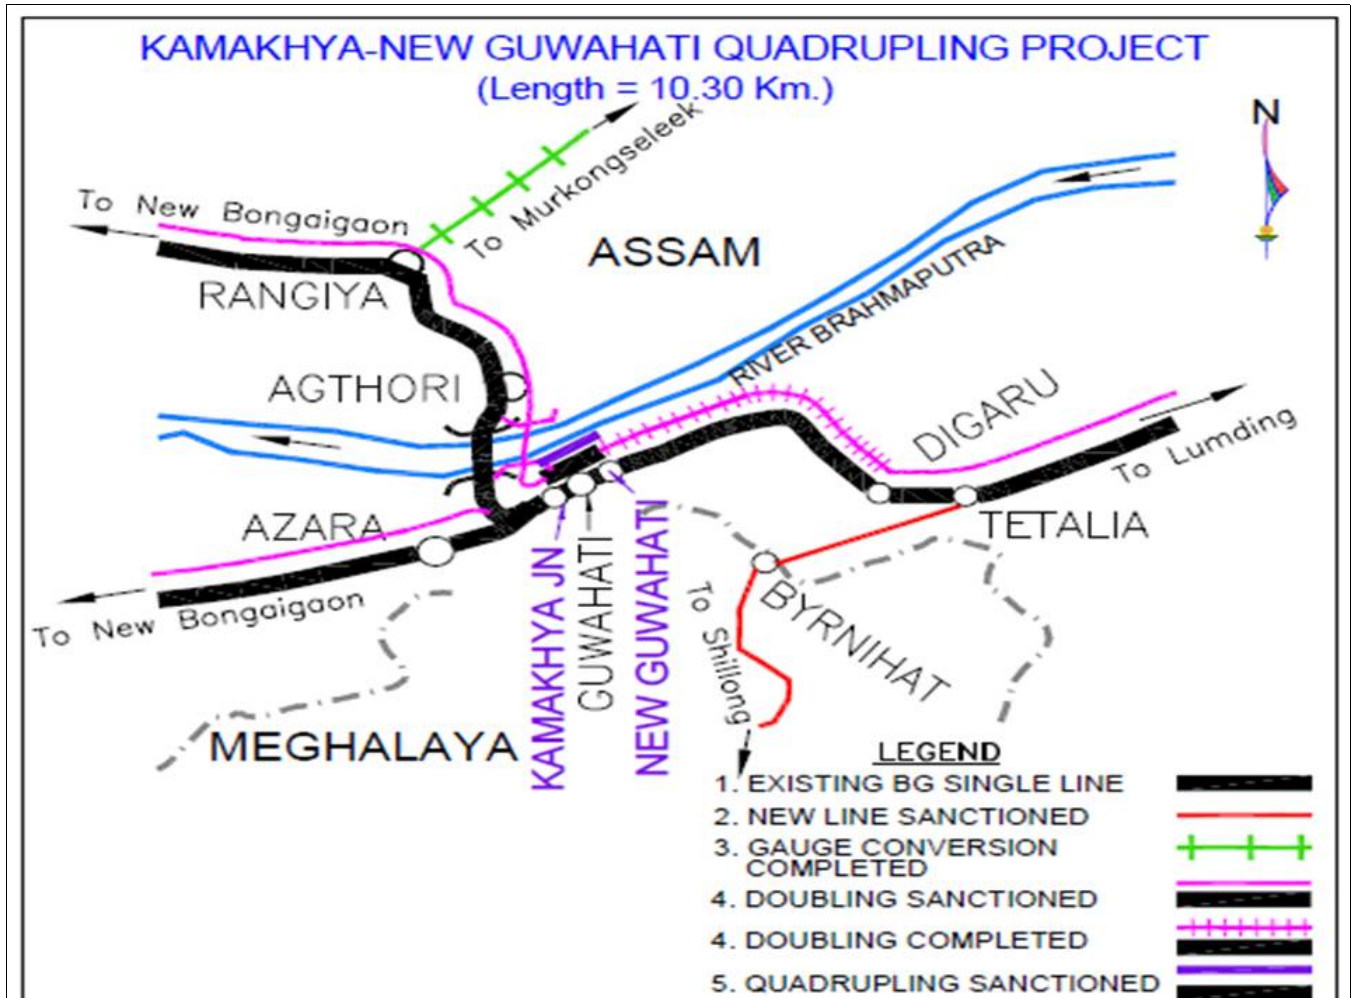 KAMAKHYA-NEW GUWAHATI QUADRUPLING PROJECT
(Length = 10.30 Km.)
N
To Murkongseleek
To New Bongaigaon
ASSAM
RANGIYA
RIVER BRAHMAPUTRA
AGTHORI
DIGARU
To Lumding
AZARA
TETALIA
To New Bongaigaon
KAMAKHYA JN
GUWAHATI
NEW GUWAHATI
To Shillong
BYRNIHAT
MEGHALAYA
LEGEND
1. EXISTING BG SINGLE LINE
2. NEW LINE SANCTIONED
3. GAUGE CONVERSION
COMPLETED
4. DOUBLING SANCTIONED
4. DOUBLING COMPLETED
5. QUADRUPLING SANCTIONED